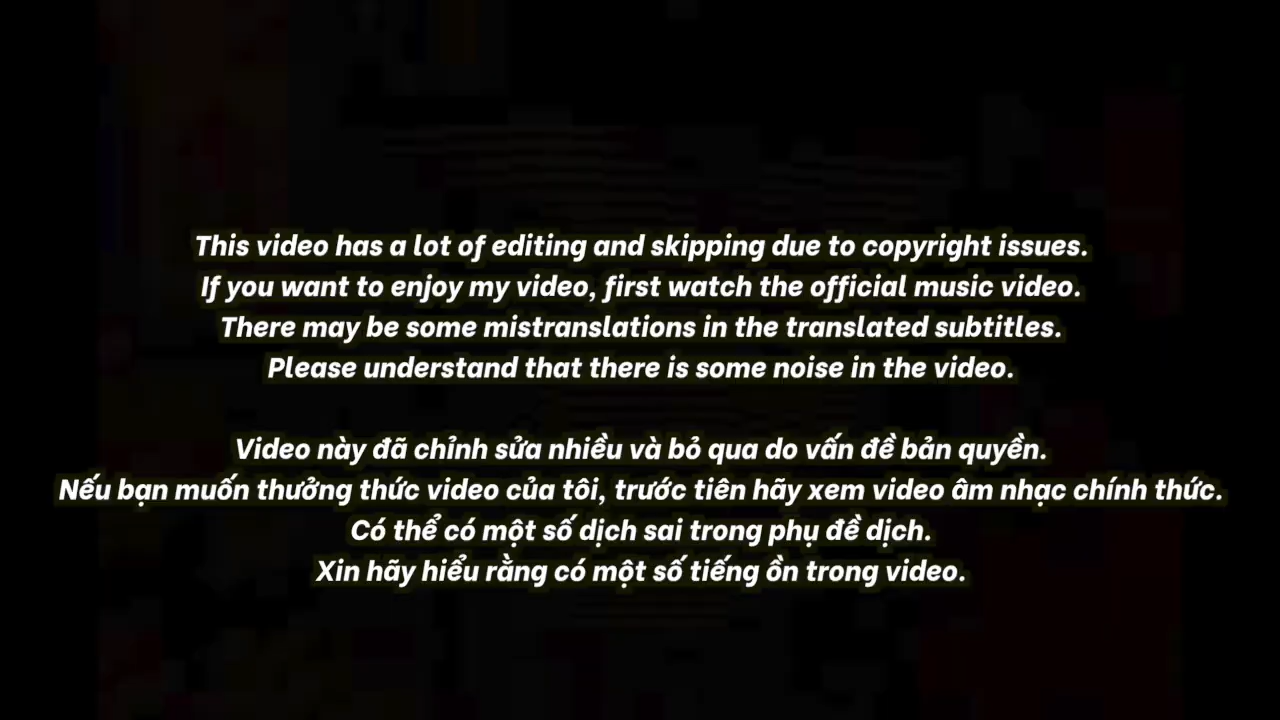 This video has a lot of editing and skipping due to copyright issues.
If you want to enjoy my video, first watch the official music video.
There may be some mistranslations in the translated subtitles.
Please understand that there is some noise in the video.
Video này đã chỉnh sửa nhiều và bỏ qua do vấn đề bản quyền.
Nếu bạn muốn thưởng thức video của tôi, trước tiên hãy xem video âm nhạc chính thức.
Có thể có một số dịch sai trong phụ đề dịch.
Xin hãy hiểu rằng có một số tiếng ồn trong video.